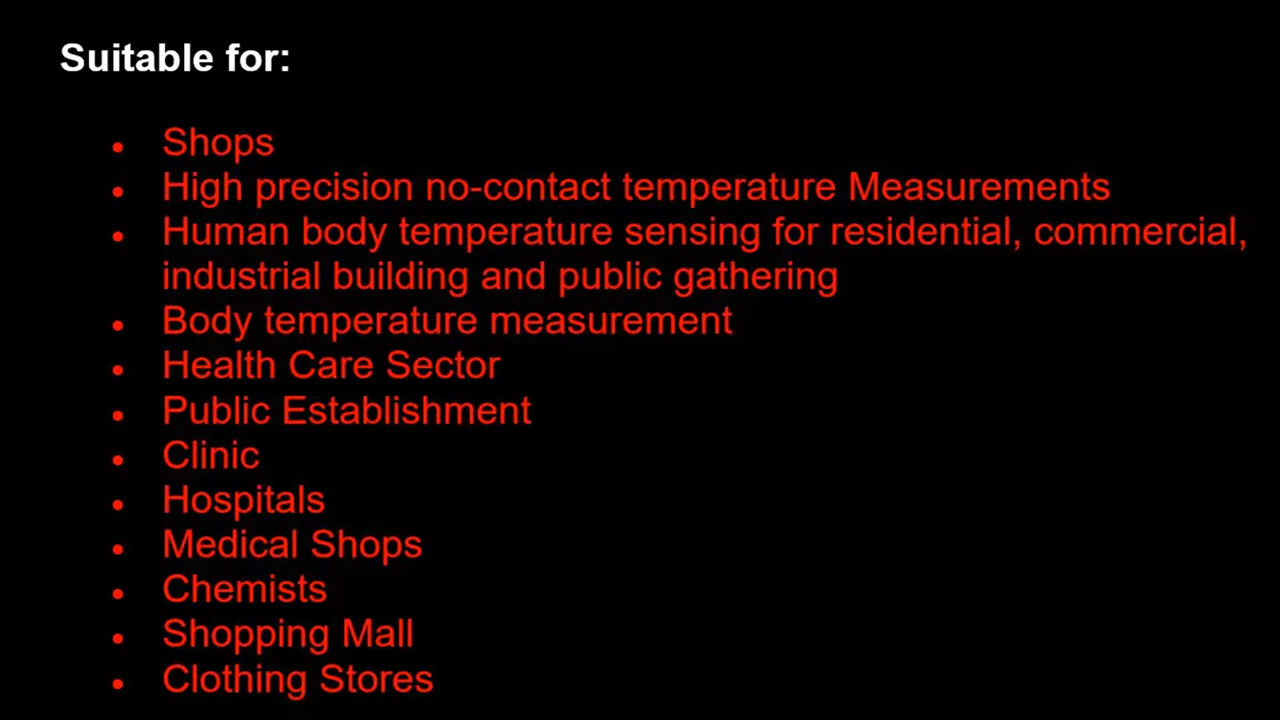 Suitable for:
• Shops
• High precision no-contact temperature Measurements
• Human body temperature sensing for residential, commercial,
industrial building and public gathering
• Body temperature measurement
• Health Care Sector
• Public Establishment
• Clinic
• Hospitals
• Medical Shops
• Chemists
• Shopping Mall
• Clothing Stores